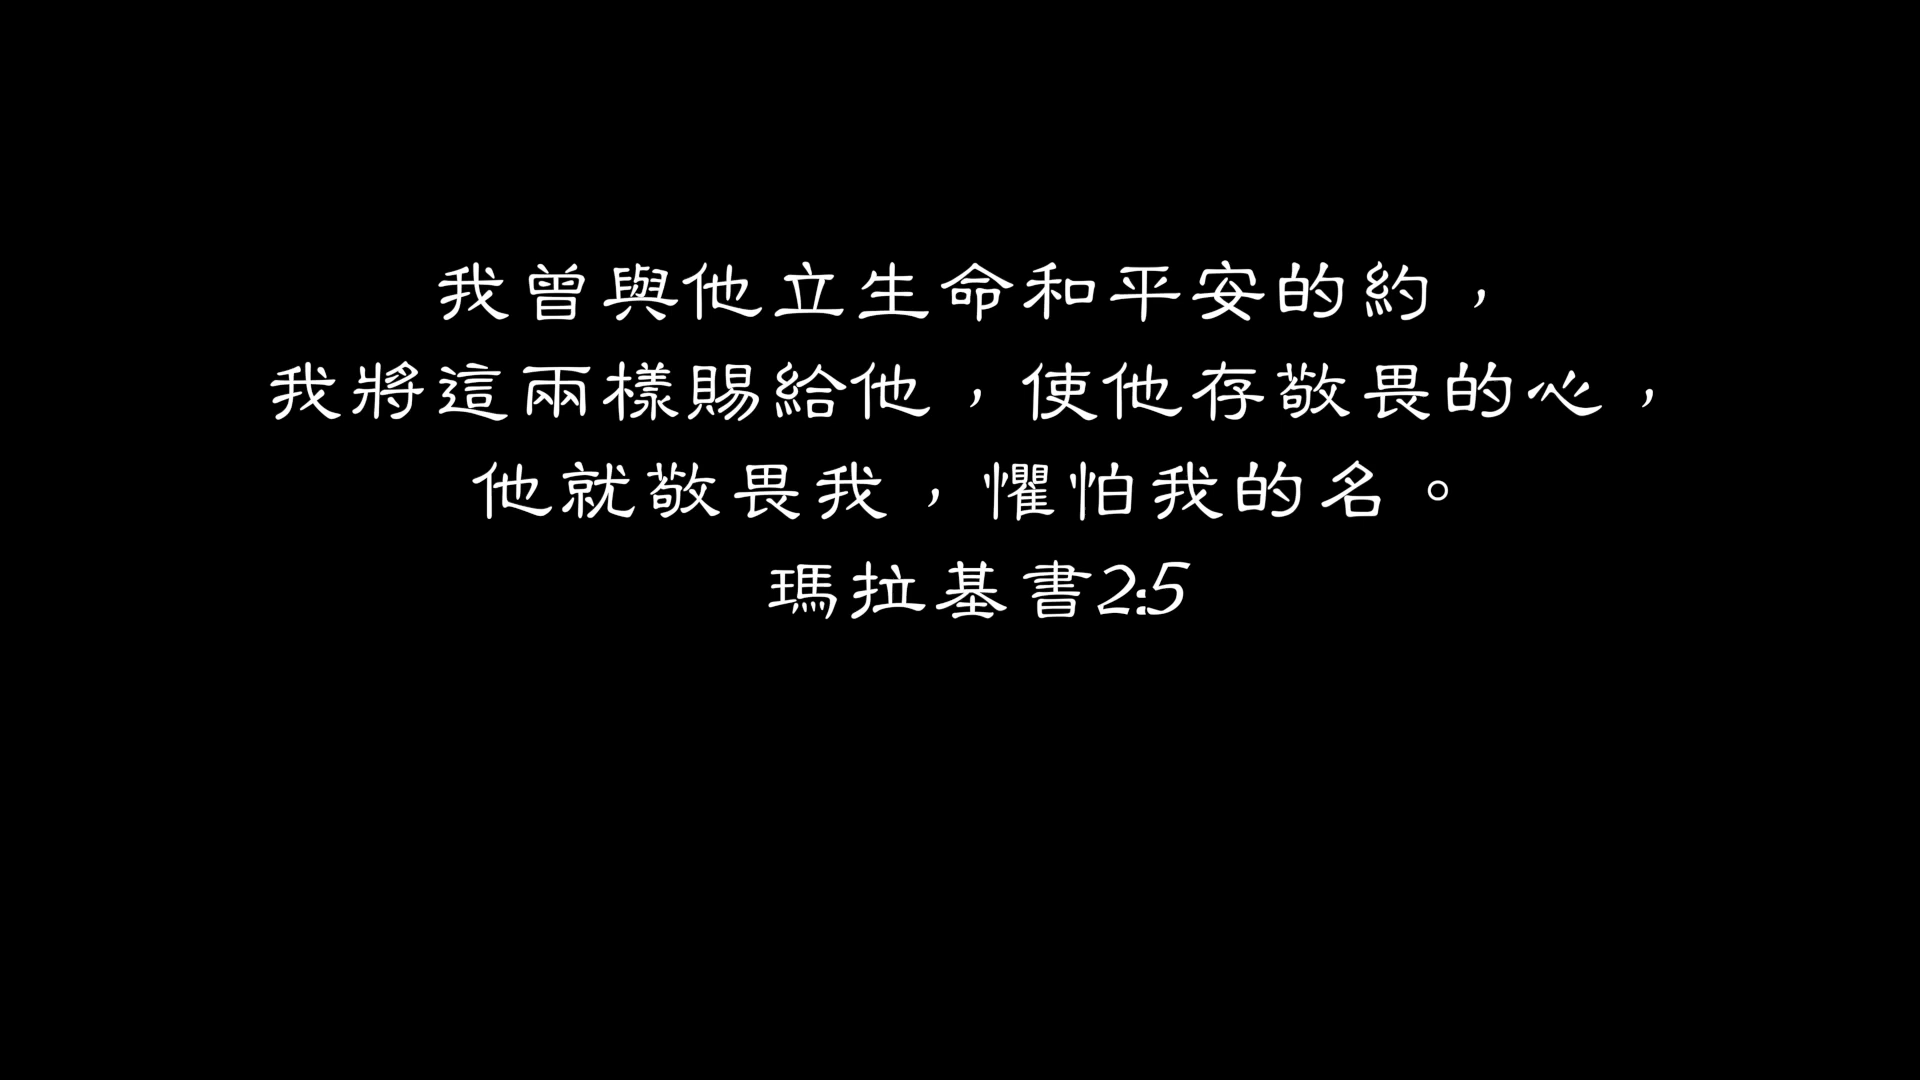 我曾與他立生命和平安的約，
我將這兩樣賜給他，使他存敬畏的心，
他就敬畏我，懼怕我的名。
瑪拉基書2:5